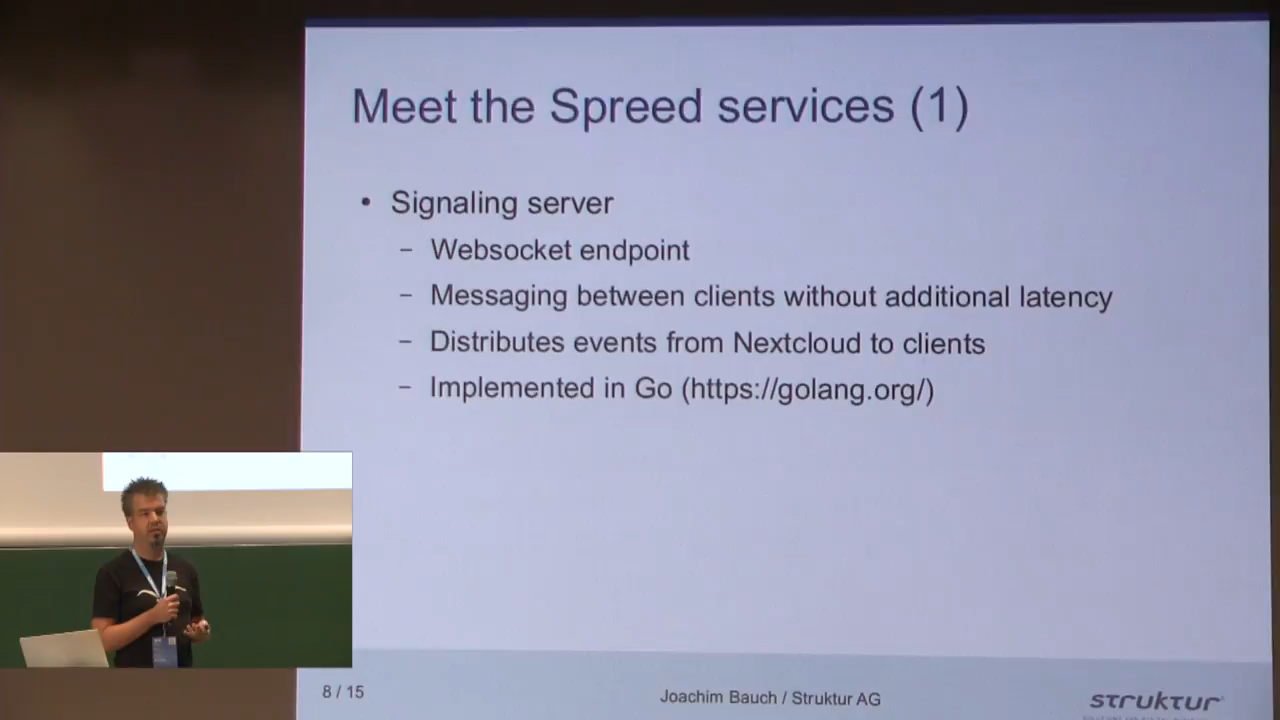 Meet the Spreed services (1)
• Signaling server
– Websocket endpoint
– Messaging between clients without additional latency
– Distributes events from Nextcloud to clients
– Implemented in Go (https://golang.org/)
8 / 15
Joachim Bauch / Struktur AG
struktur